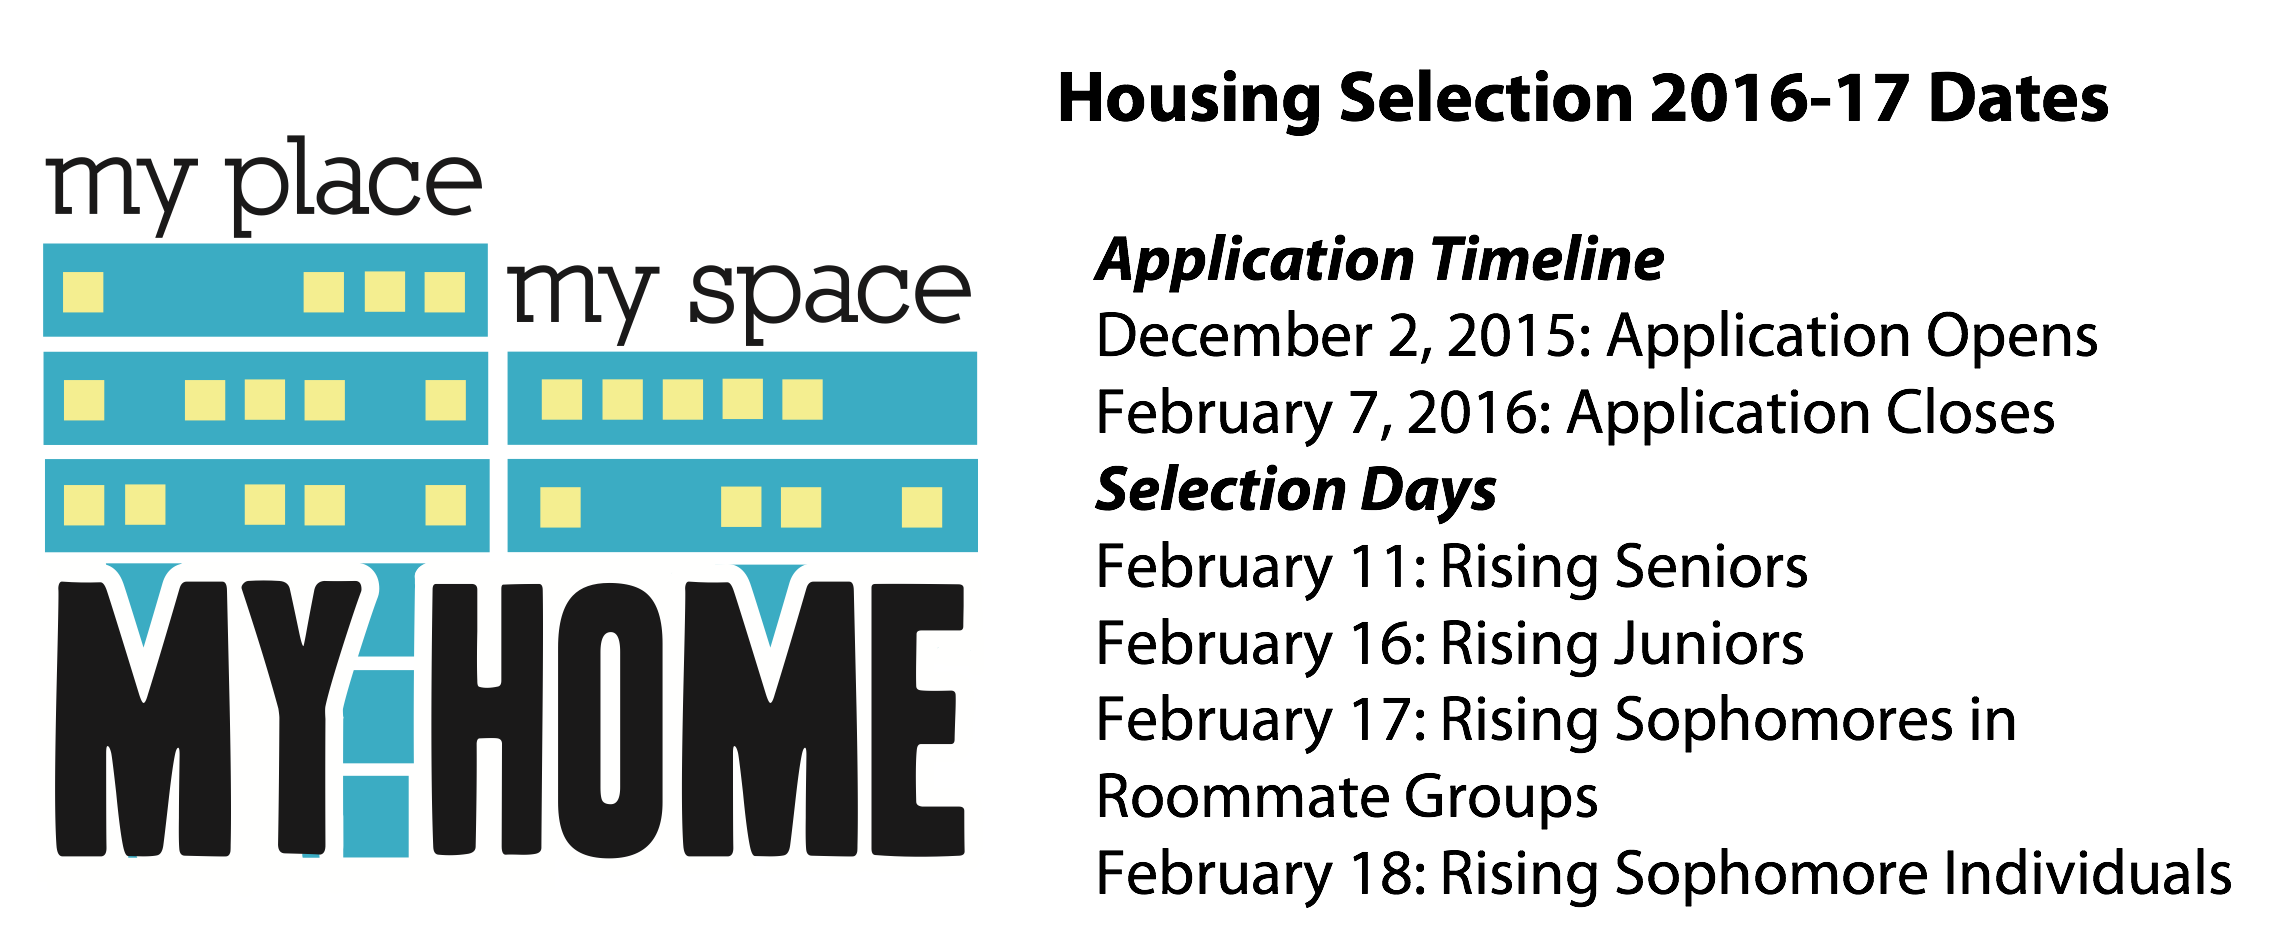 my place
my space
MY HOME
Housing Selection 2016-17 Dates
Application Timeline
December 2, 2015: Application Opens
February 7, 2016: Application Closes
Selection Days
February 11: Rising Seniors
February 16: Rising Juniors
February 17: Rising Sophomores in
Roommate Groups
February 18: Rising Sophomore Individuals